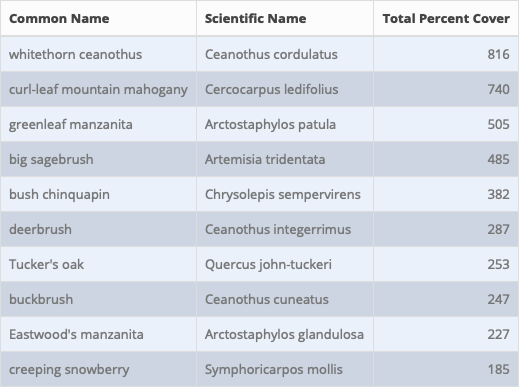 Common Name Scientific Name Total Percent Cover
whitethorn ceanothus Ceanothus cordulatus 816
curl-leaf mountain mahogany Cercocarpus ledifolius 740
greenleaf manzanita Arctostaphylos patula 505
big sagebrush Artemisia tridentata 485
bush chinquapin Chrysolepis sempervirens 382
deerbrush Ceanothus integerrimus 287
Tucker's oak Quercus john-tuckeri 253
buckbrush Ceanothus cuneatus 247
Eastwood's manzanita Arctostaphylos glandulosa 227
creeping snowberry Symphoricarpos mollis 185